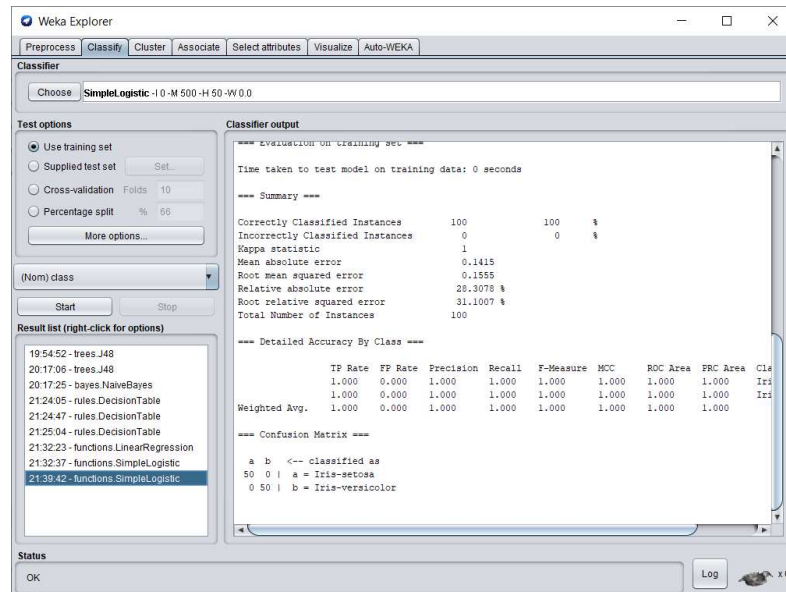 Weka Explorer
Preprocess Classify Cluster Associate Select attributes Visualize Auto-WEKA
Classifier
Choose SimpleLogistic -I 0 -M 500 -H 50 -W 0.0
Test options
Use training set
Supplied test set Set...
Cross-validation Folds 10
Percentage split % 66
More options...
(Nom) class
Start Stop
Result list (right-click for options)
19:54:52 - trees.J48
20:17:06 - trees.J48
20:17:25 - bayes.NaiveBayes
21:24:05 - rules.DecisionTable
21:24:47 - rules.DecisionTable
21:25:04 - rules.DecisionTable
21:32:23 - functions.LinearRegression
21:32:37 - functions.SimpleLogistic
21:39:42 - functions.SimpleLogistic
Classifier output
=== Evaluation on training set ===
Time taken to test model on training data: 0 seconds
=== Summary ===
Correctly Classified Instances 100 100 %
Incorrectly Classified Instances 0 0 %
Kappa statistic 1
Mean absolute error 0.1415
Root mean squared error 0.1555
Relative absolute error 28.3078 %
Root relative squared error 31.1007 %
Total Number of Instances 100
=== Detailed Accuracy By Class ===
TP Rate FP Rate Precision Recall F-Measure MCC ROC Area PRC Area Cla
1.000 0.000 1.000 1.000 1.000 1.000 1.000 1.000 Iri
1.000 0.000 1.000 1.000 1.000 1.000 1.000 1.000 Iri
Weighted Avg. 1.000 0.000 1.000 1.000 1.000 1.000 1.000 1.000
=== Confusion Matrix ===
a b <-- classified as
50 0 | a = Iris-setosa
0 50 | b = Iris-versicolor
Status
OK
Log